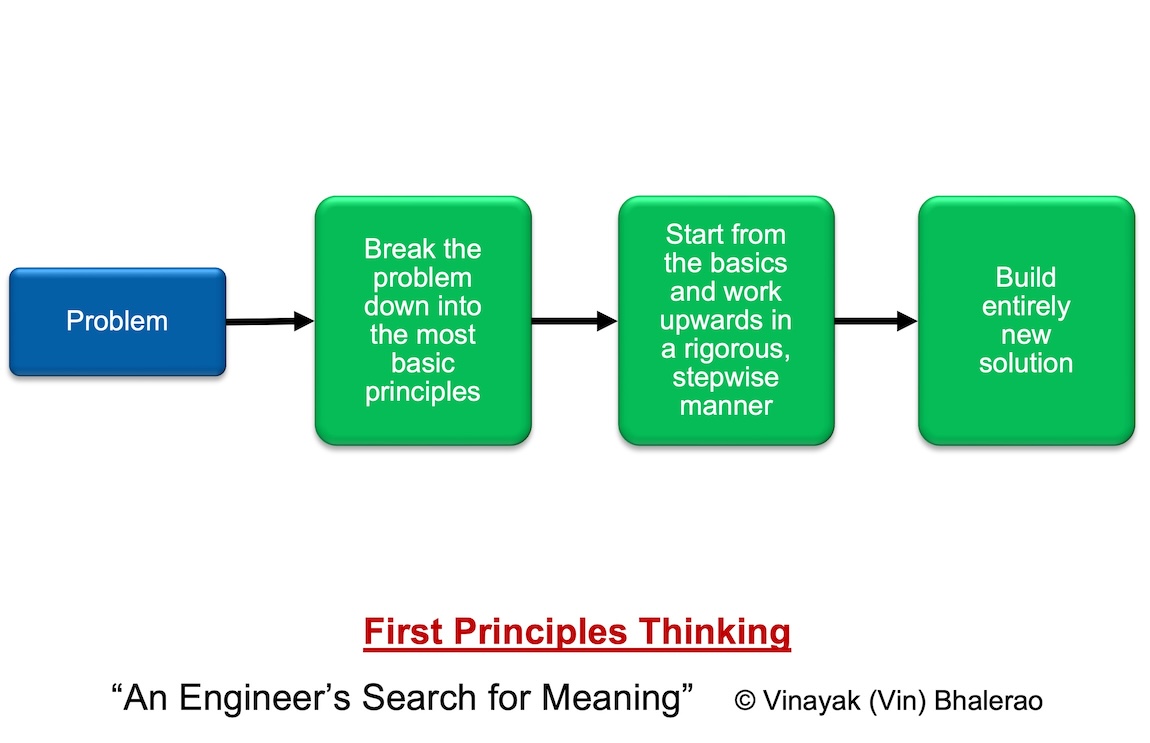 Problem
Break the
problem
down into
the most
basic
principles
Start from
the basics
and work
upwards in
a rigorous,
stepwise
manner
Build
entirely
new
solution
First Principles Thinking
“An Engineer’s Search for Meaning” © Vinayak (Vin) Bhalerao